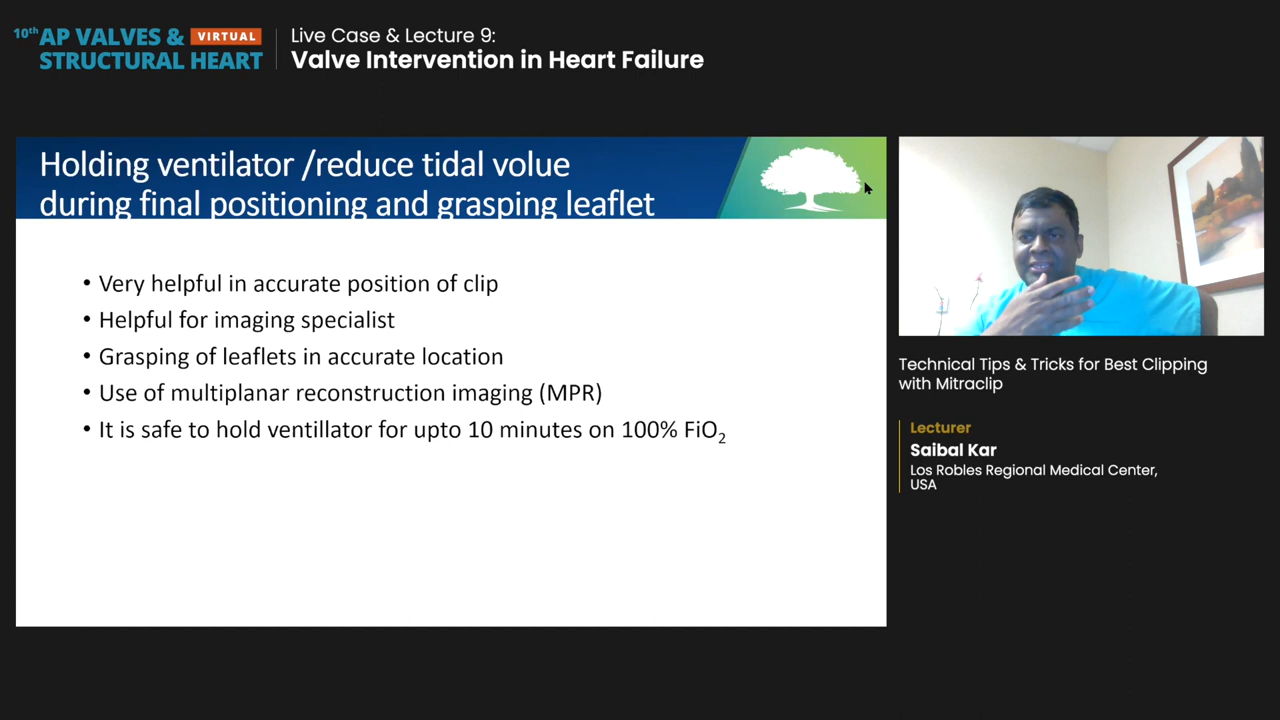 10th AP VALVES & VIRTUAL
STRUCTURAL HEART
Live Case & Lecture 9:
Valve Intervention in Heart Failure
Holding ventilator /reduce tidal volue
during final positioning and grasping leaflet
• Very helpful in accurate position of clip
• Helpful for imaging specialist
• Grasping of leaflets in accurate location
• Use of multiplanar reconstruction imaging (MPR)
• It is safe to hold ventillator for upto 10 minutes on 100% FiO2
Technical Tips & Tricks for Best Clipping
with Mitraclip
Lecturer
Saibal Kar
Los Robles Regional Medical Center,
USA